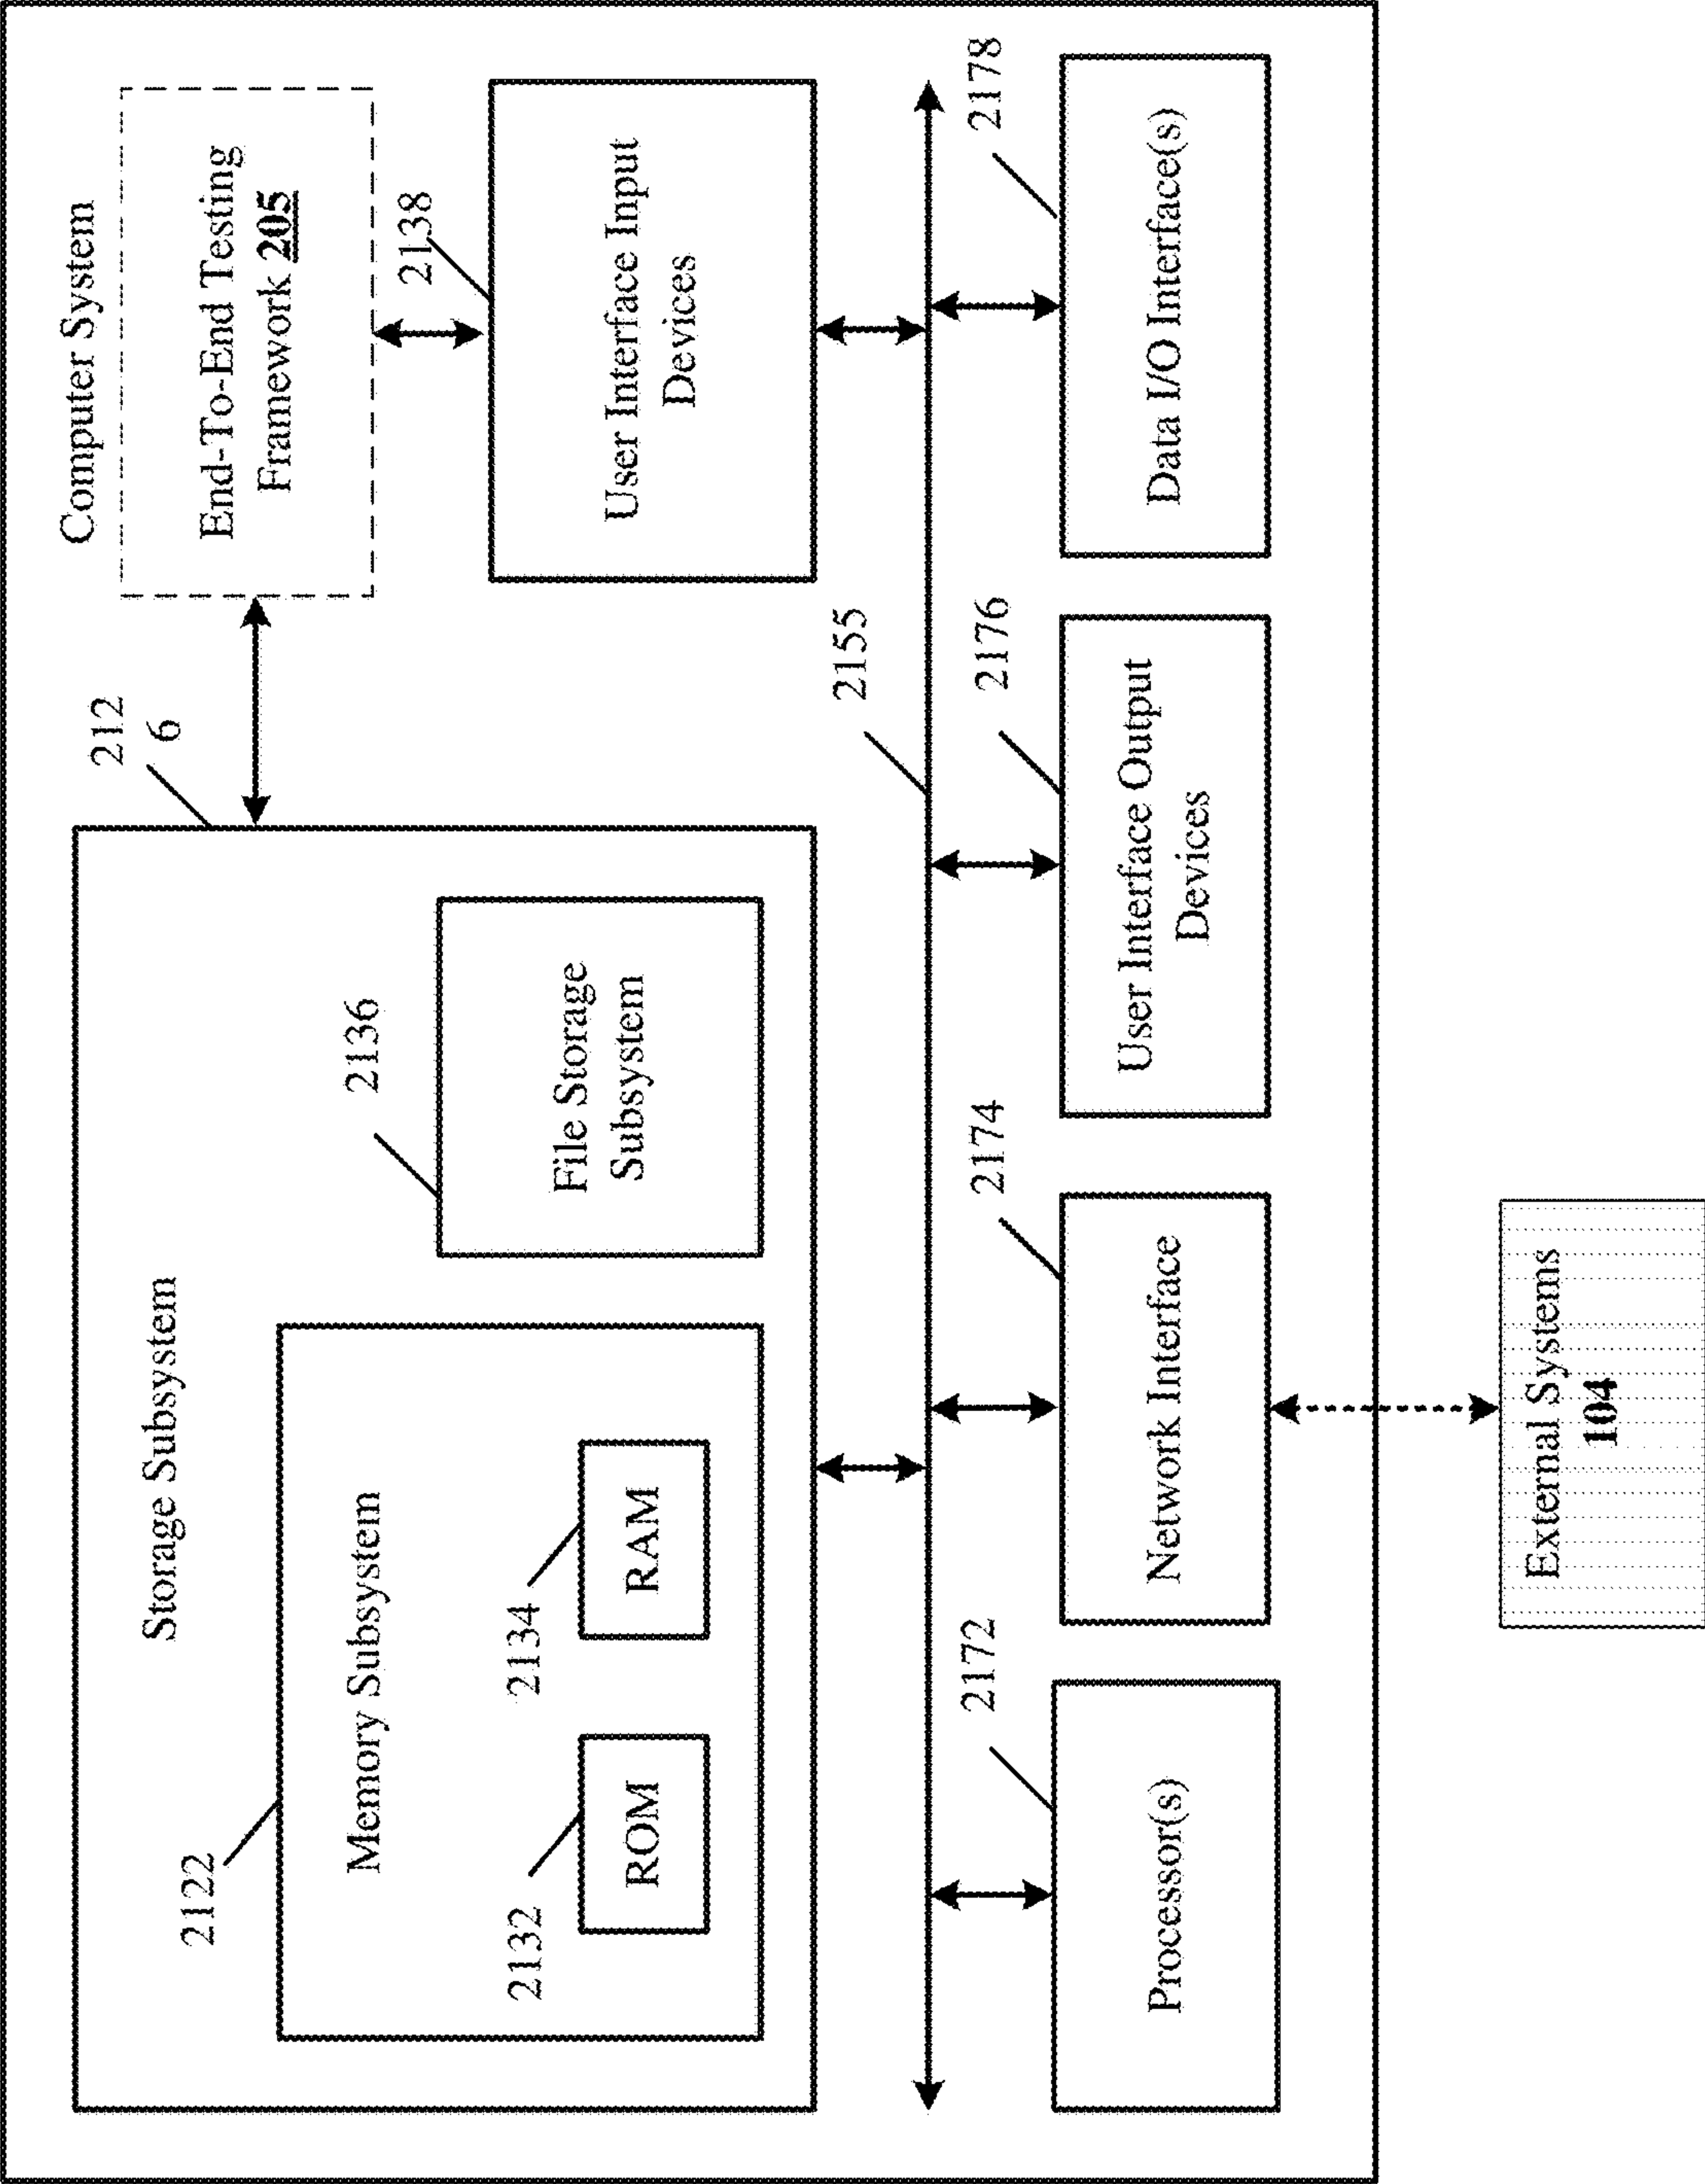 Computer System
212
6
Storage Subsystem
End-To-End Testing
Framework 205
2122
Memory Subsystem
2136
2138
2132
ROM
2134
RAM
File Storage
Subsystem
User Interface Input
Devices
2155
2172
2174
2176
2178
Processor(s)
Network Interface
User Interface Output
Devices
Data I/O Interface(s)
External Systems
104